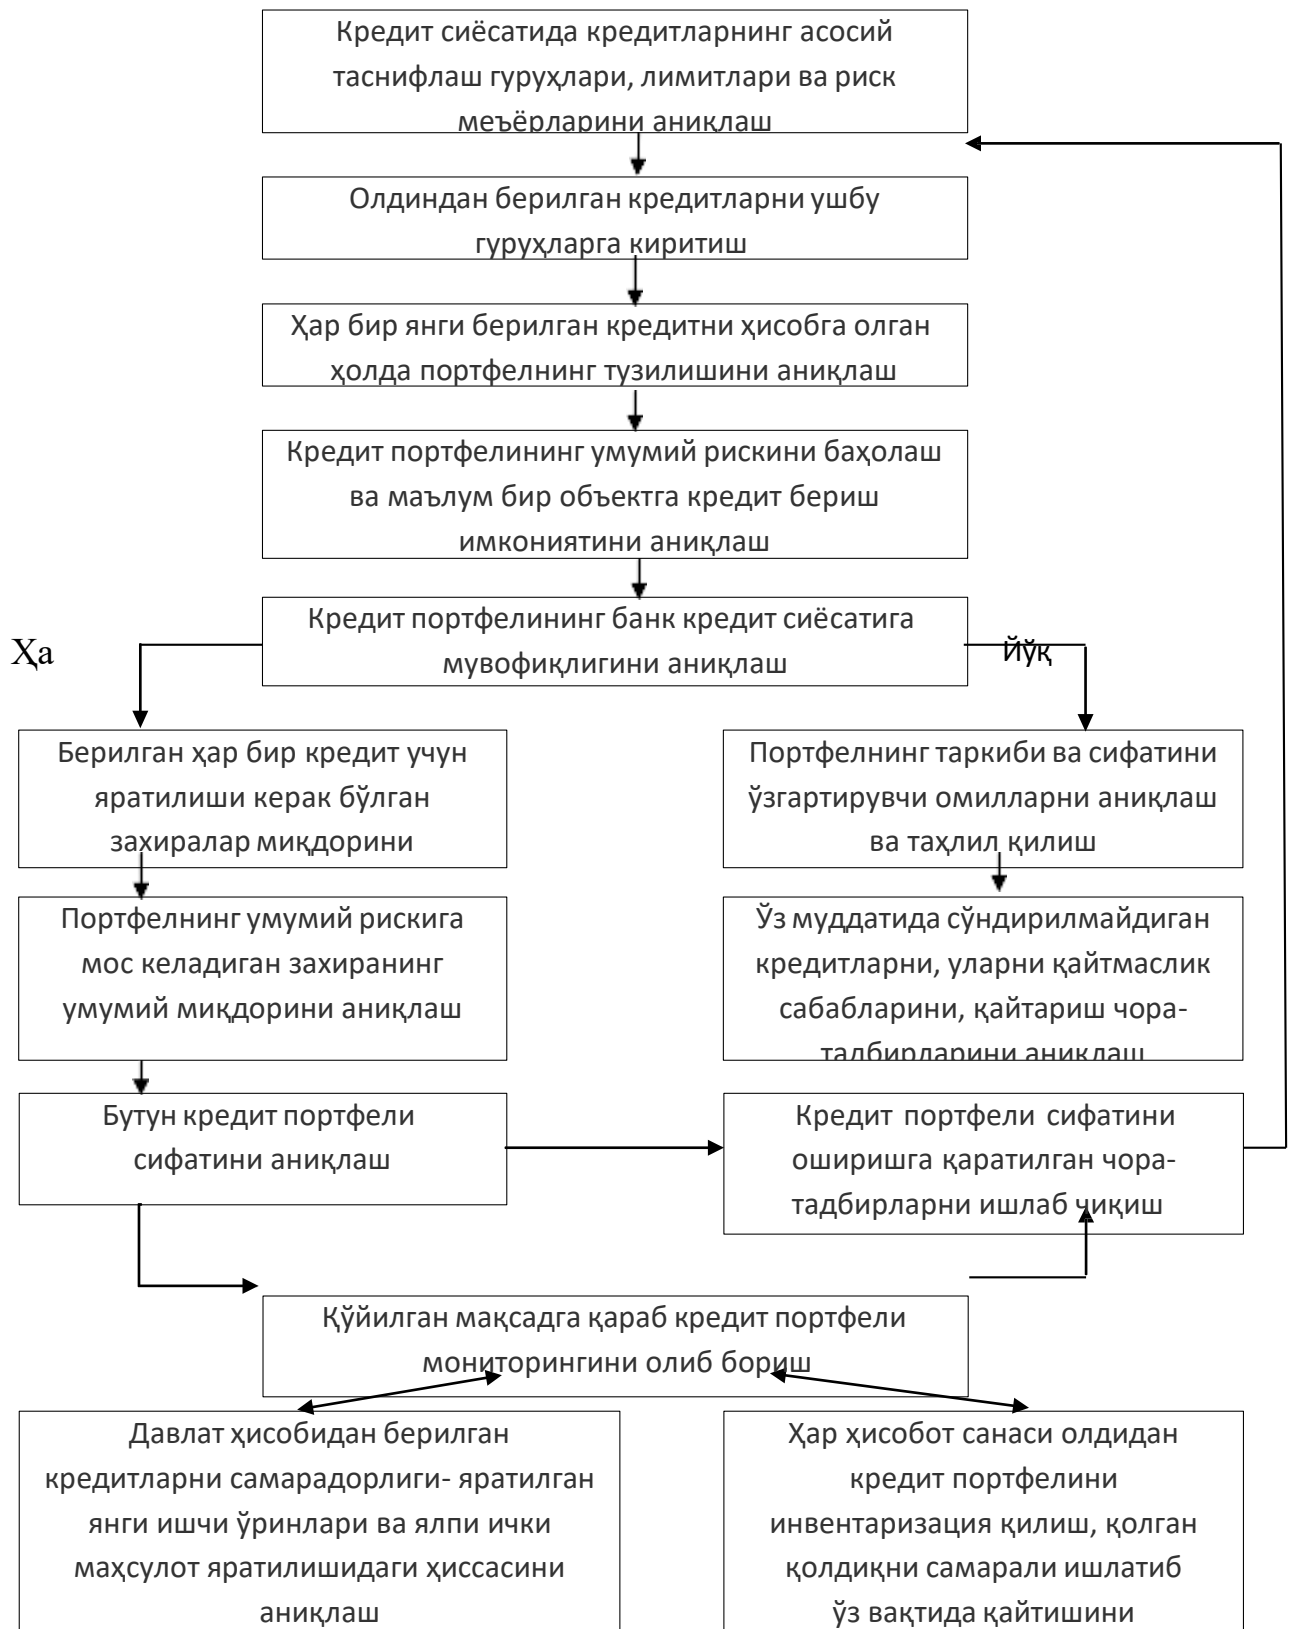 Кредит сиёсатида кредитларнинг асосий
таснифлаш гуруҳлари, лимитлари ва риск
меъёрларини аниқлаш
Олдиндан берилган кредитларни ушбу
гуруҳларга киритиш
Ҳар бир янги берилган кредитни ҳисобга олган
ҳолда портфелнинг тузилишини аниқлаш
Кредит портфелининг умумий рискини баҳолаш
ва маълум бир объектга кредит бериш
имкониятини аниқлаш
Кредит портфелининг банк кредит сиёсатига
мувофиқлигини аниқлаш
Ҳа
Йўқ
Берилган ҳар бир кредит учун
яратилиши керак бўлган
захиралар миқдорини
Портфелнинг таркиби ва сифатини
ўзгартирувчи омилларни аниқлаш
ва таҳлил қилиш
Портфелнинг умумий рискига
мос келадиган захиранинг
умумий миқдорини аниқлаш
Ўз муддатида сўндирилмайдиган
кредитларни, уларни қайтмаслик
сабабларини, қайтариш чора-
тадбирларини аниқлаш
Бутун кредит портфели
сифатини аниқлаш
Кредит портфели сифатини
оширишга қаратилган чора-
тадбирларни ишлаб чиқиш
Қўйилган мақсадга қараб кредит портфели
мониторингини олиб бориш
Давлат ҳисобидан берилган
кредитларни самарадорлиги- яратилган
янги ишчи ўринлари ва ялпи ички
маҳсулот яратилишидаги ҳиссасини
аниқлаш
Ҳар ҳисобот санаси олдидан
кредит портфелини
инвентаризация қилиш, қолган
қолдиқни самарали ишлатиб
ўз вақтида қайтишини